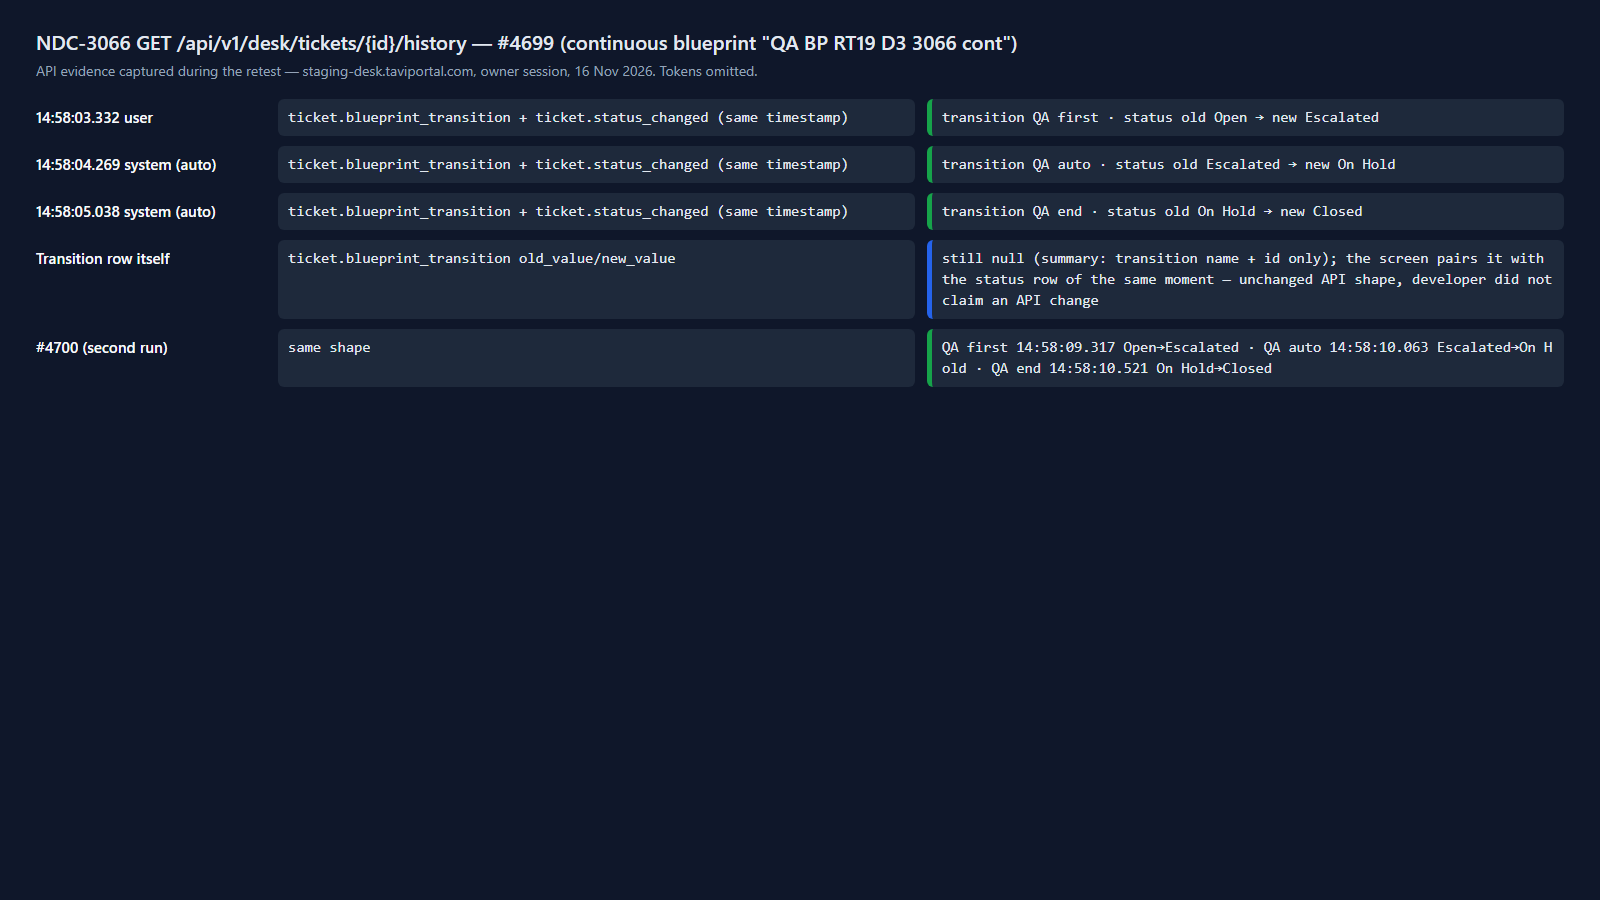 NDC-3066 GET /api/v1/desk/tickets/{id}/history — #4699 (continuous blueprint "QA BP RT19 D3 3066 cont")
API evidence captured during the retest — staging-desk.taviportal.com, owner session, 16 Nov 2026. Tokens omitted.
14:58:03.332 user
ticket.blueprint_transition + ticket.status_changed (same timestamp)
transition QA first · status old Open → new Escalated
14:58:04.269 system (auto)
ticket.blueprint_transition + ticket.status_changed (same timestamp)
transition QA auto · status old Escalated → new On Hold
14:58:05.038 system (auto)
ticket.blueprint_transition + ticket.status_changed (same timestamp)
transition QA end · status old On Hold → new Closed
Transition row itself
ticket.blueprint_transition old_value/new_value
still null (summary: transition name + id only); the screen pairs it with
the status row of the same moment — unchanged API shape, developer did not
claim an API change
#4700 (second run)
same shape
QA first 14:58:09.317 Open→Escalated · QA auto 14:58:10.063 Escalated→On H
old · QA end 14:58:10.521 On Hold→Closed